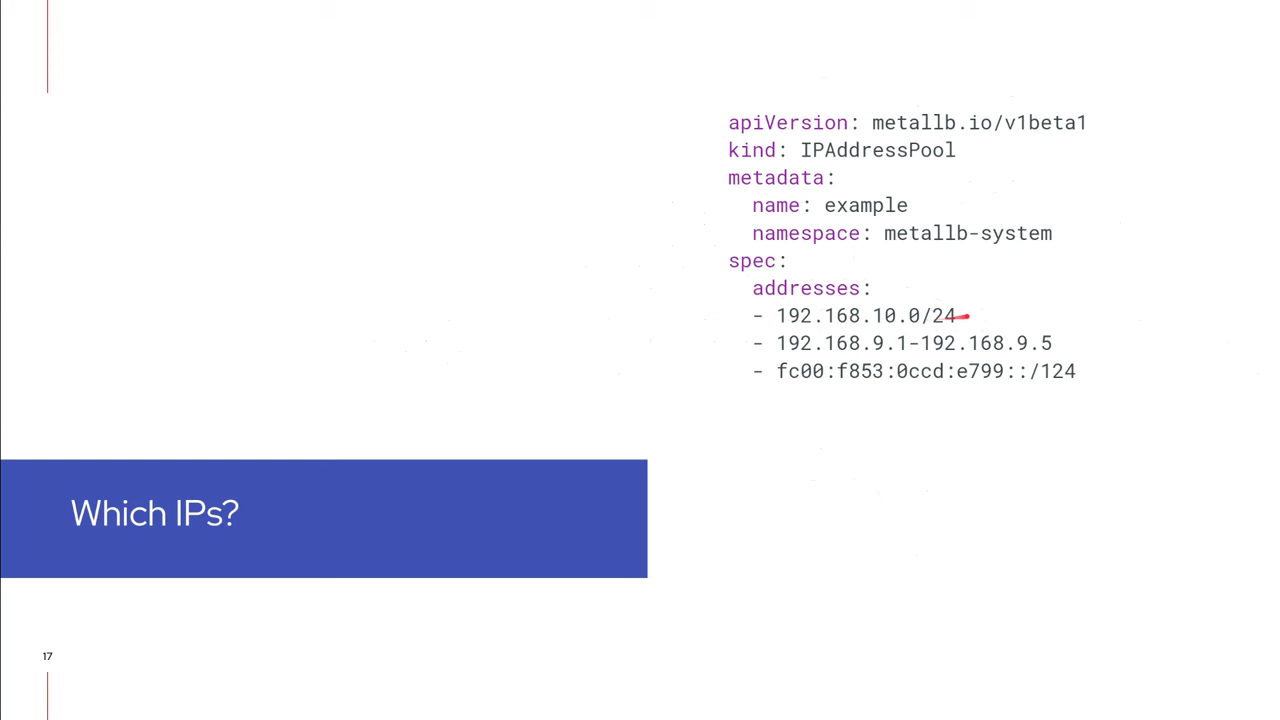 apiVersion: metallb.io/v1beta1
kind: IPAddressPool
metadata:
  name: example
  namespace: metallb-system
spec:
  addresses:
  - 192.168.10.0/24
  - 192.168.9.1-192.168.9.5
  - fc00:f853:0ccd:e799::/124
Which IPs?
17